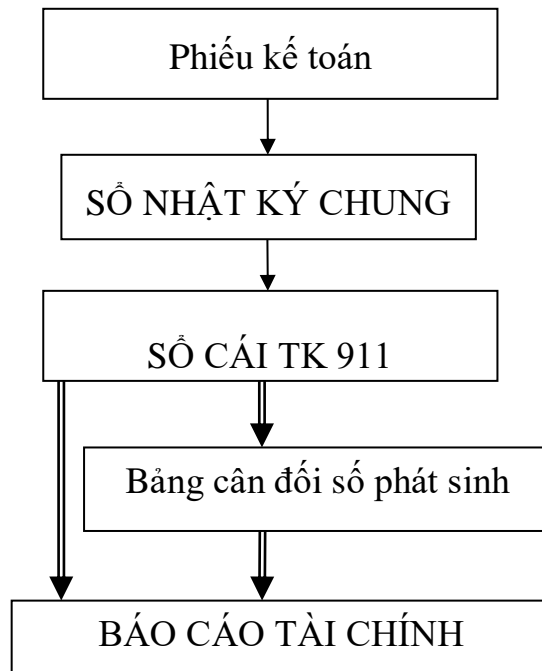 Phiếu kế toán
SỔ NHẬT KÝ CHUNG
SỔ CÁI TK 911
Bảng cân đối số phát sinh
BÁO CÁO TÀI CHÍNH